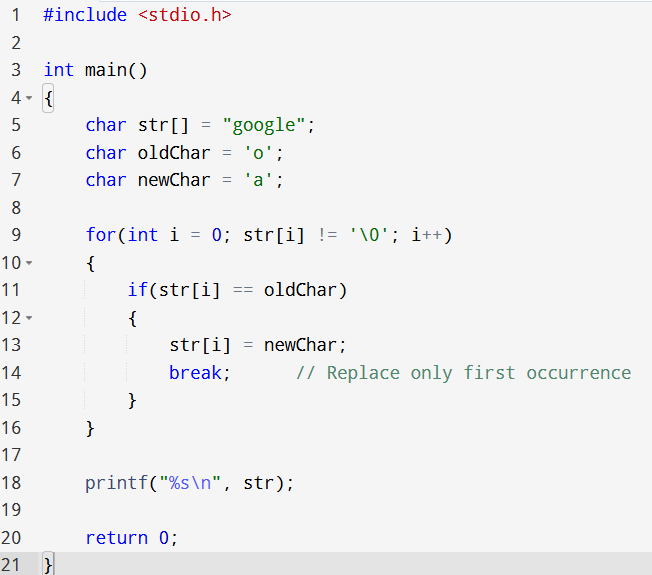 1 #include <stdio.h>
2
3 int main()
4 {
5     char str[] = "google";
6     char oldChar = 'o';
7     char newChar = 'a';
8
9     for(int i = 0; str[i] != '\0'; i++)
10     {
11         if(str[i] == oldChar)
12         {
13             str[i] = newChar;
14             break;      // Replace only first occurrence
15         }
16     }
17
18     printf("%s\n", str);
19
20     return 0;
21 }